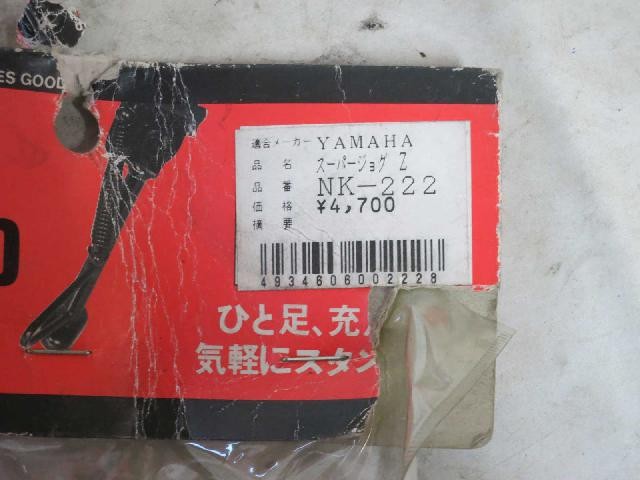 ES GOOD
適合メーカー YAMAHA
品 名 スーパージョグ Z
品 番 NK-222
価 格 ¥4,700
摘 要
4934606002228
ひと足、充
気軽にスタン